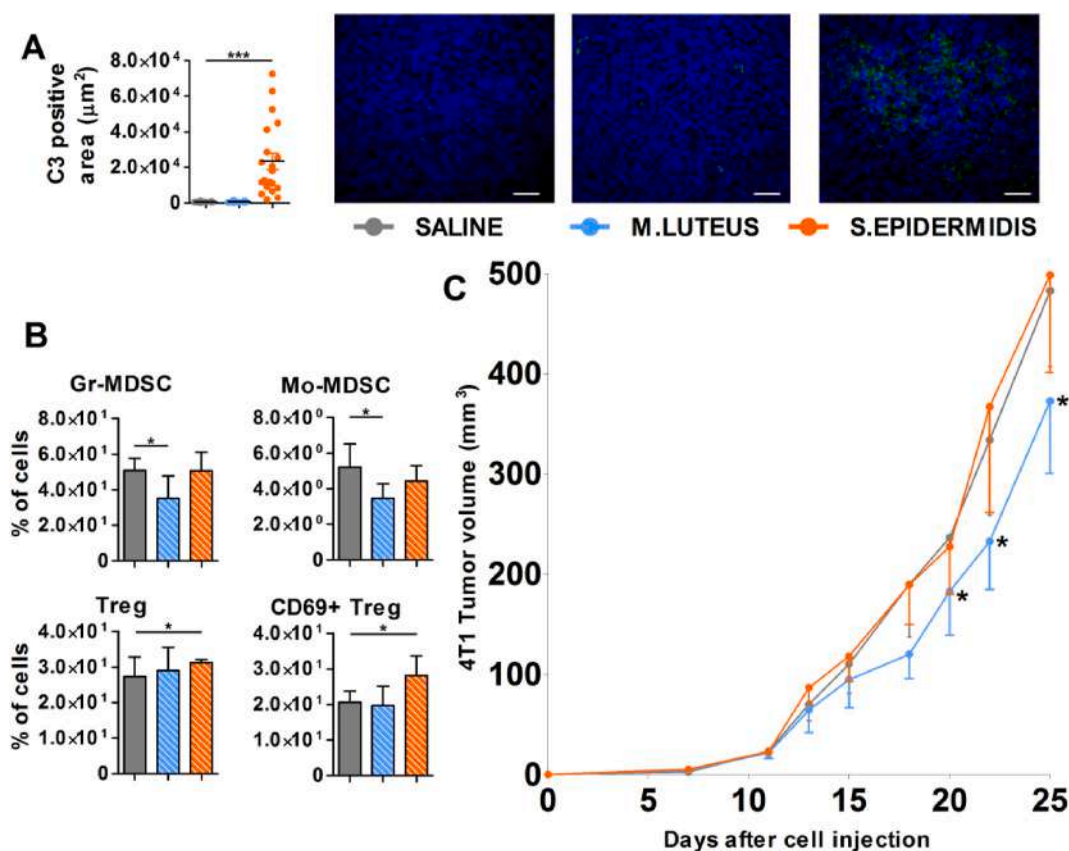 A
C3 positive
area (μm²)
8.0×10⁴
6.0×10⁴
4.0×10⁴
2.0×10⁴
0
***
SALINE
M.LUTEUS
S.EPIDERMIDIS
B
Gr-MDSC
% of cells
8.0×10¹
6.0×10¹
4.0×10¹
2.0×10¹
0
*
Mo-MDSC
8.0×10⁰
6.0×10⁰
4.0×10⁰
2.0×10⁰
0
*
Treg
% of cells
4.0×10¹
3.0×10¹
2.0×10¹
1.0×10¹
0
*
CD69+ Treg
4.0×10¹
3.0×10¹
2.0×10¹
1.0×10¹
0
*
C
4T1 Tumor volume (mm³)
500
400
300
200
100
0
*
*
*
0 5 10 15 20 25
Days after cell injection